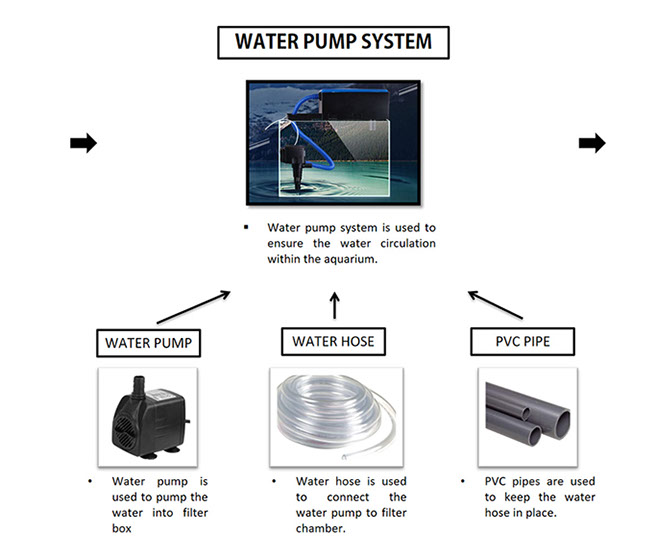 WATER PUMP SYSTEM
▪ Water pump system is used to
ensure the water circulation
within the aquarium.
WATER PUMP
WATER HOSE
PVC PIPE
• Water pump is
used to pump the
water into filter
box
• Water hose is used
to connect the
water pump to filter
chamber.
• PVC pipes are used
to keep the water
hose in place.